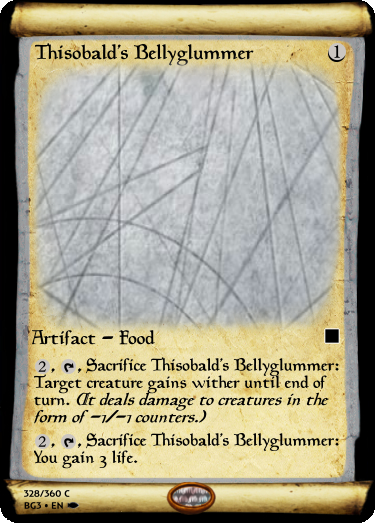 Thisobald's Bellyglummer 1
Artifact – Food
2, , Sacrifice Thisobald's Bellyglummer:
Target creature gains wither until end of
turn. (It deals damage to creatures in the
form of –1/–1 counters.)
2, , Sacrifice Thisobald's Bellyglummer:
You gain 3 life.
328/360 C
BG3 • EN